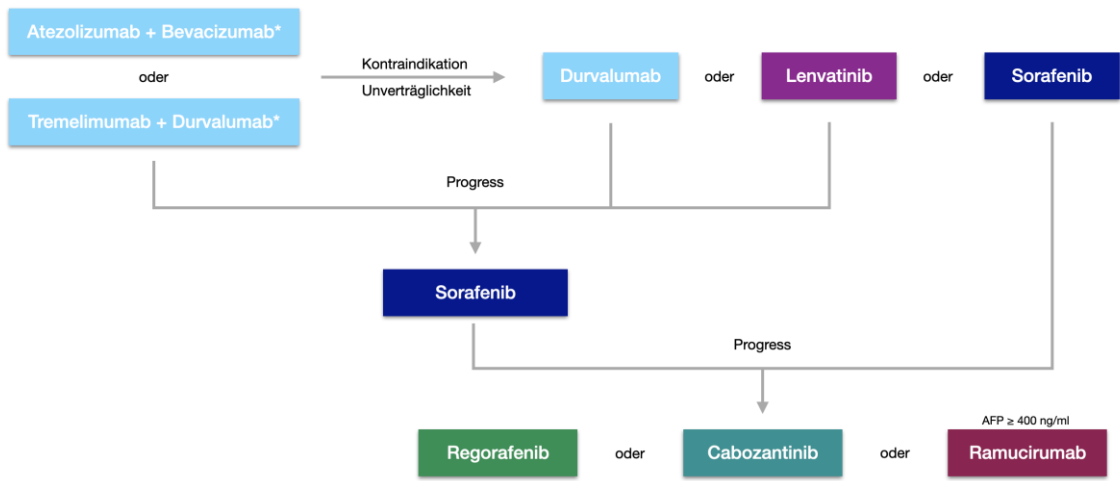 Atezolizumab + Bevacizumab*
oder
Tremelimumab + Durvalumab*
Kontraindikation
Unverträglichkeit
Durvalumab oder Lenvatinib oder Sorafenib
Progress
Sorafenib
Progress
AFP ≥ 400 ng/ml
Regorafenib oder Cabozantinib oder Ramucirumab